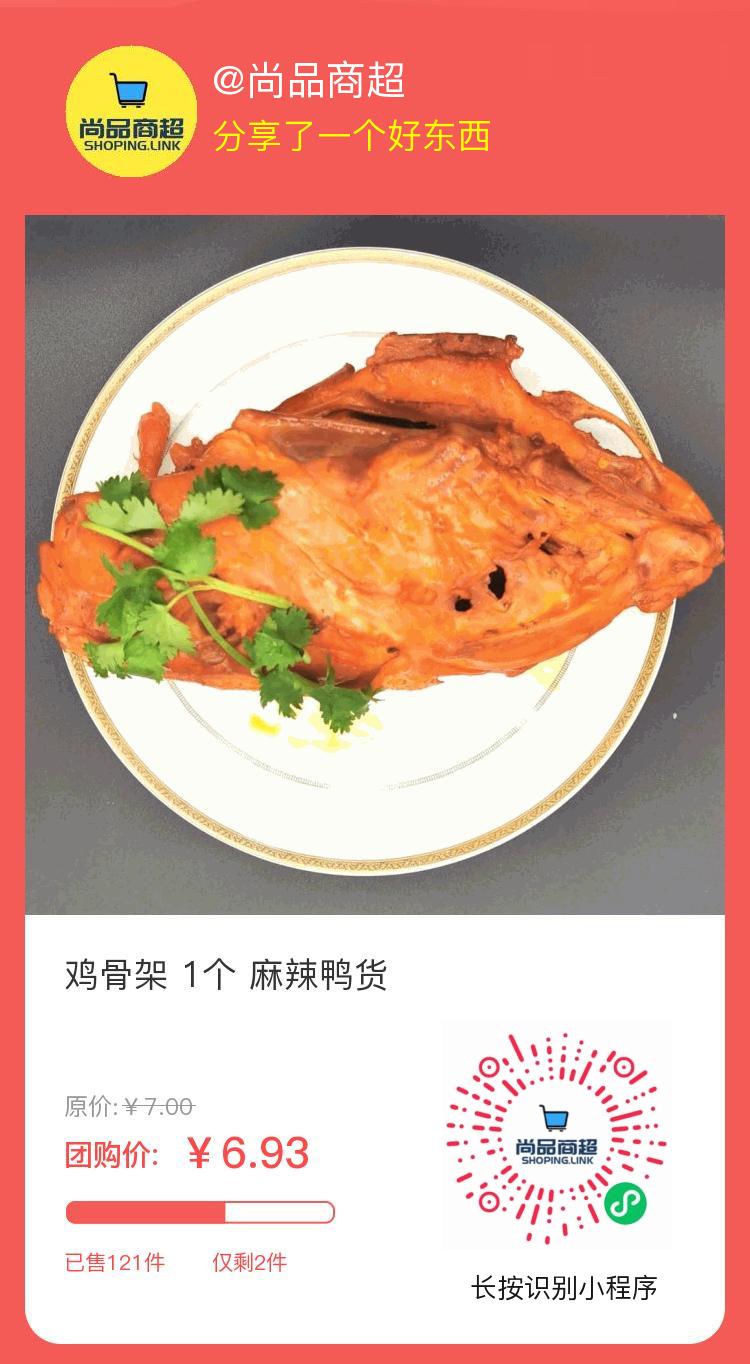 尚品商超
SHOPING.LINK
@尚品商超
分享了一个好东西
鸡骨架 1个 麻辣鸭货
原价:¥7.00
团购价: ¥6.93
已售121件 仅剩2件
尚品商超
SHOPING.LINK
长按识别小程序